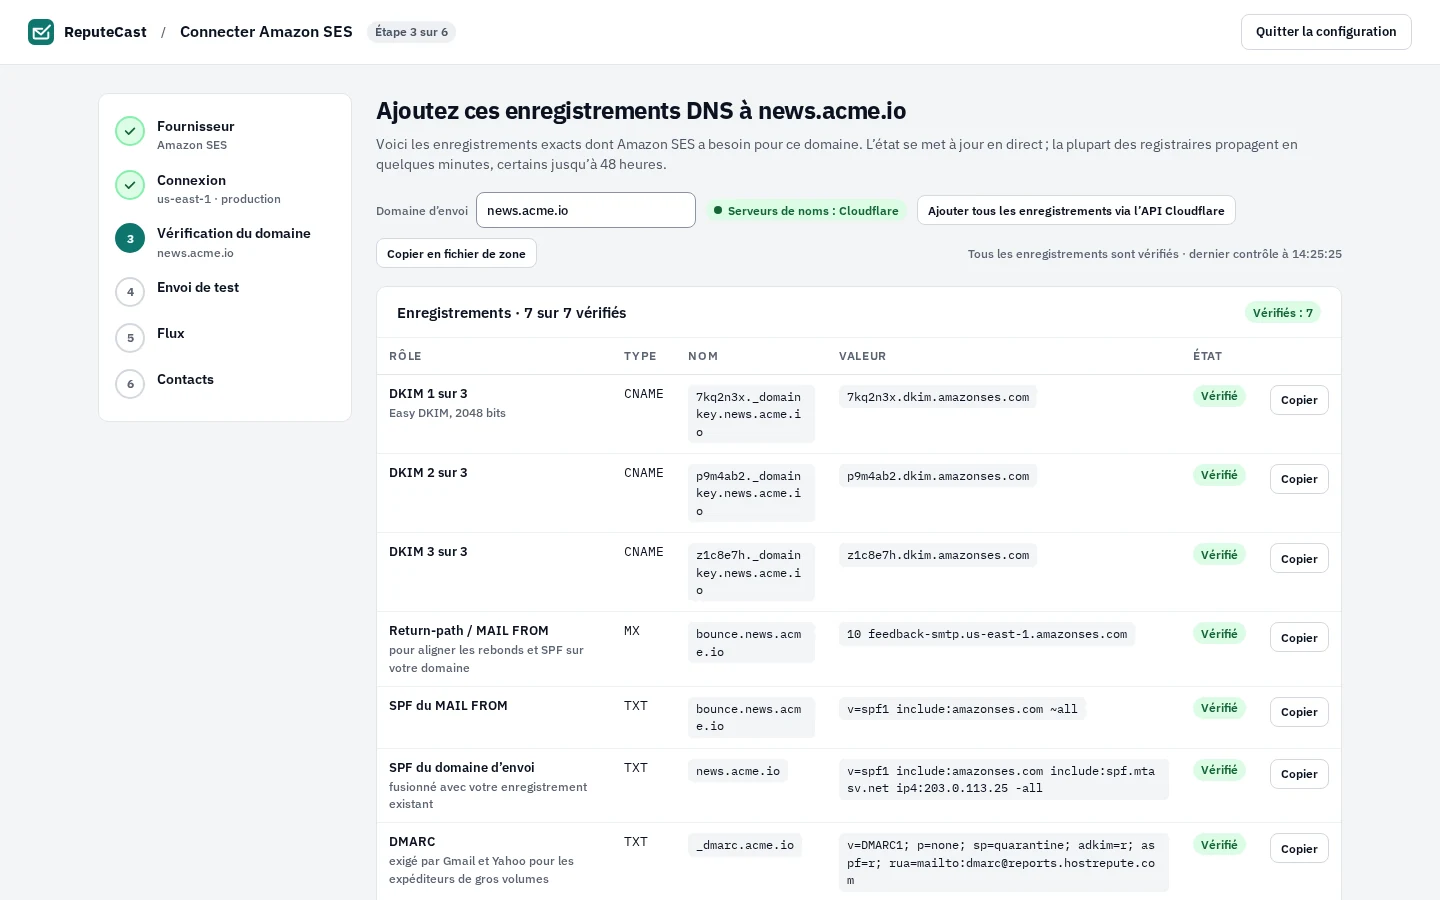 ReputeCast / Connecter Amazon SES Étape 3 sur 6
Quitter la configuration
Fournisseur
Amazon SES
Connexion
us-east-1 · production
3 Vérification du domaine
news.acme.io
4 Envoi de test
5 Flux
6 Contacts
Ajoutez ces enregistrements DNS à news.acme.io
Voici les enregistrements exacts dont Amazon SES a besoin pour ce domaine. L’état se met à jour en direct ; la plupart des registraires propagent en
quelques minutes, certains jusqu’à 48 heures.
Domaine d’envoi news.acme.io Serveurs de noms : Cloudflare Ajouter tous les enregistrements via l’API Cloudflare
Copier en fichier de zone Tous les enregistrements sont vérifiés · dernier contrôle à 14:25:25
Enregistrements · 7 sur 7 vérifiés Vérifiés : 7
RÔLE TYPE NOM VALEUR ÉTAT
DKIM 1 sur 3
Easy DKIM, 2048 bits
CNAME
7kq2n3x._domain
key.news.acme.i
o
7kq2n3x.dkim.amazonses.com
Vérifié
Copier
DKIM 2 sur 3
CNAME
p9m4ab2._domain
key.news.acme.i
o
p9m4ab2.dkim.amazonses.com
Vérifié
Copier
DKIM 3 sur 3
CNAME
z1c8e7h._domain
key.news.acme.i
o
z1c8e7h.dkim.amazonses.com
Vérifié
Copier
Return-path / MAIL FROM
pour aligner les rebonds et SPF sur
votre domaine
MX
bounce.news.acm
e.io
10 feedback-smtp.us-east-1.amazonses.com
Vérifié
Copier
SPF du MAIL FROM
TXT
bounce.news.acm
e.io
v=spf1 include:amazonses.com ~all
Vérifié
Copier
SPF du domaine d’envoi
fusionné avec votre enregistrement
existant
TXT
news.acme.io
v=spf1 include:amazonses.com include:spf.mta
sv.net ip4:203.0.113.25 -all
Vérifié
Copier
DMARC
exigé par Gmail et Yahoo pour les
expéditeurs de gros volumes
TXT
_dmarc.acme.io
v=DMARC1; p=none; sp=quarantine; adkim=r; as
pf=r; rua=mailto:dmarc@reports.hostrepute.co
m
Vérifié
Copier